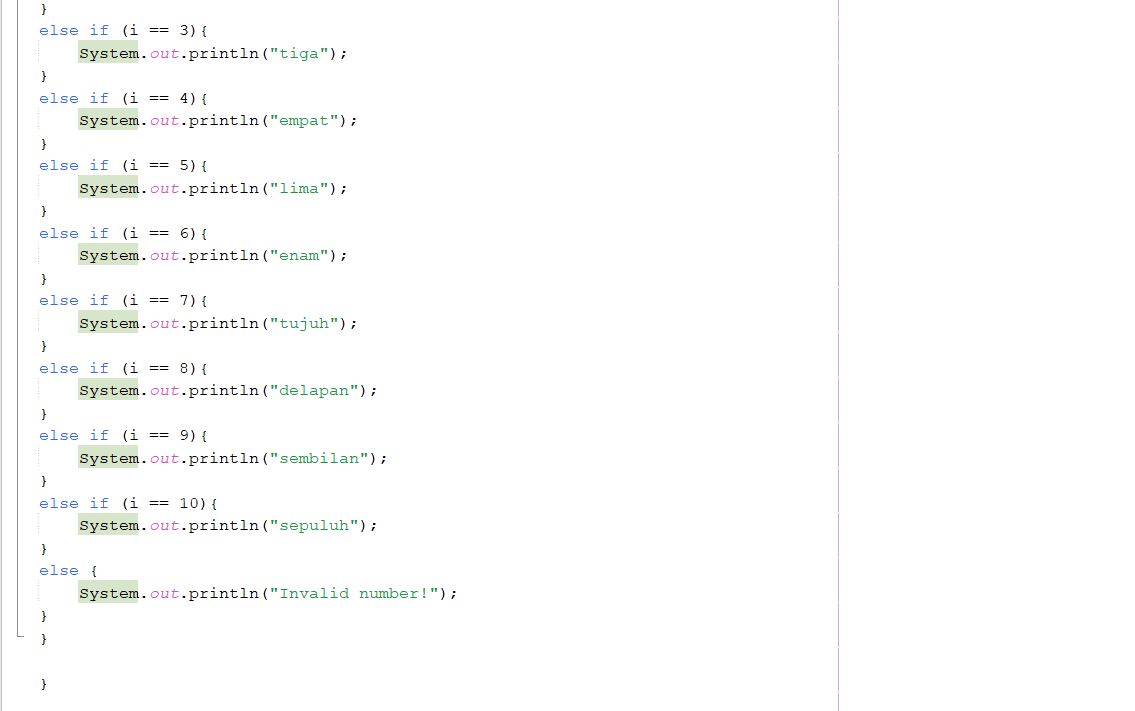 }
else if (i == 3){
System.out.println("tiga");
}
else if (i == 4){
System.out.println("empat");
}
else if (i == 5){
System.out.println("lima");
}
else if (i == 6){
System.out.println("enam");
}
else if (i == 7){
System.out.println("tujuh");
}
else if (i == 8){
System.out.println("delapan");
}
else if (i == 9){
System.out.println("sembilan");
}
else if (i == 10){
System.out.println("sepuluh");
}
else {
System.out.println("Invalid number!");
}
}
}